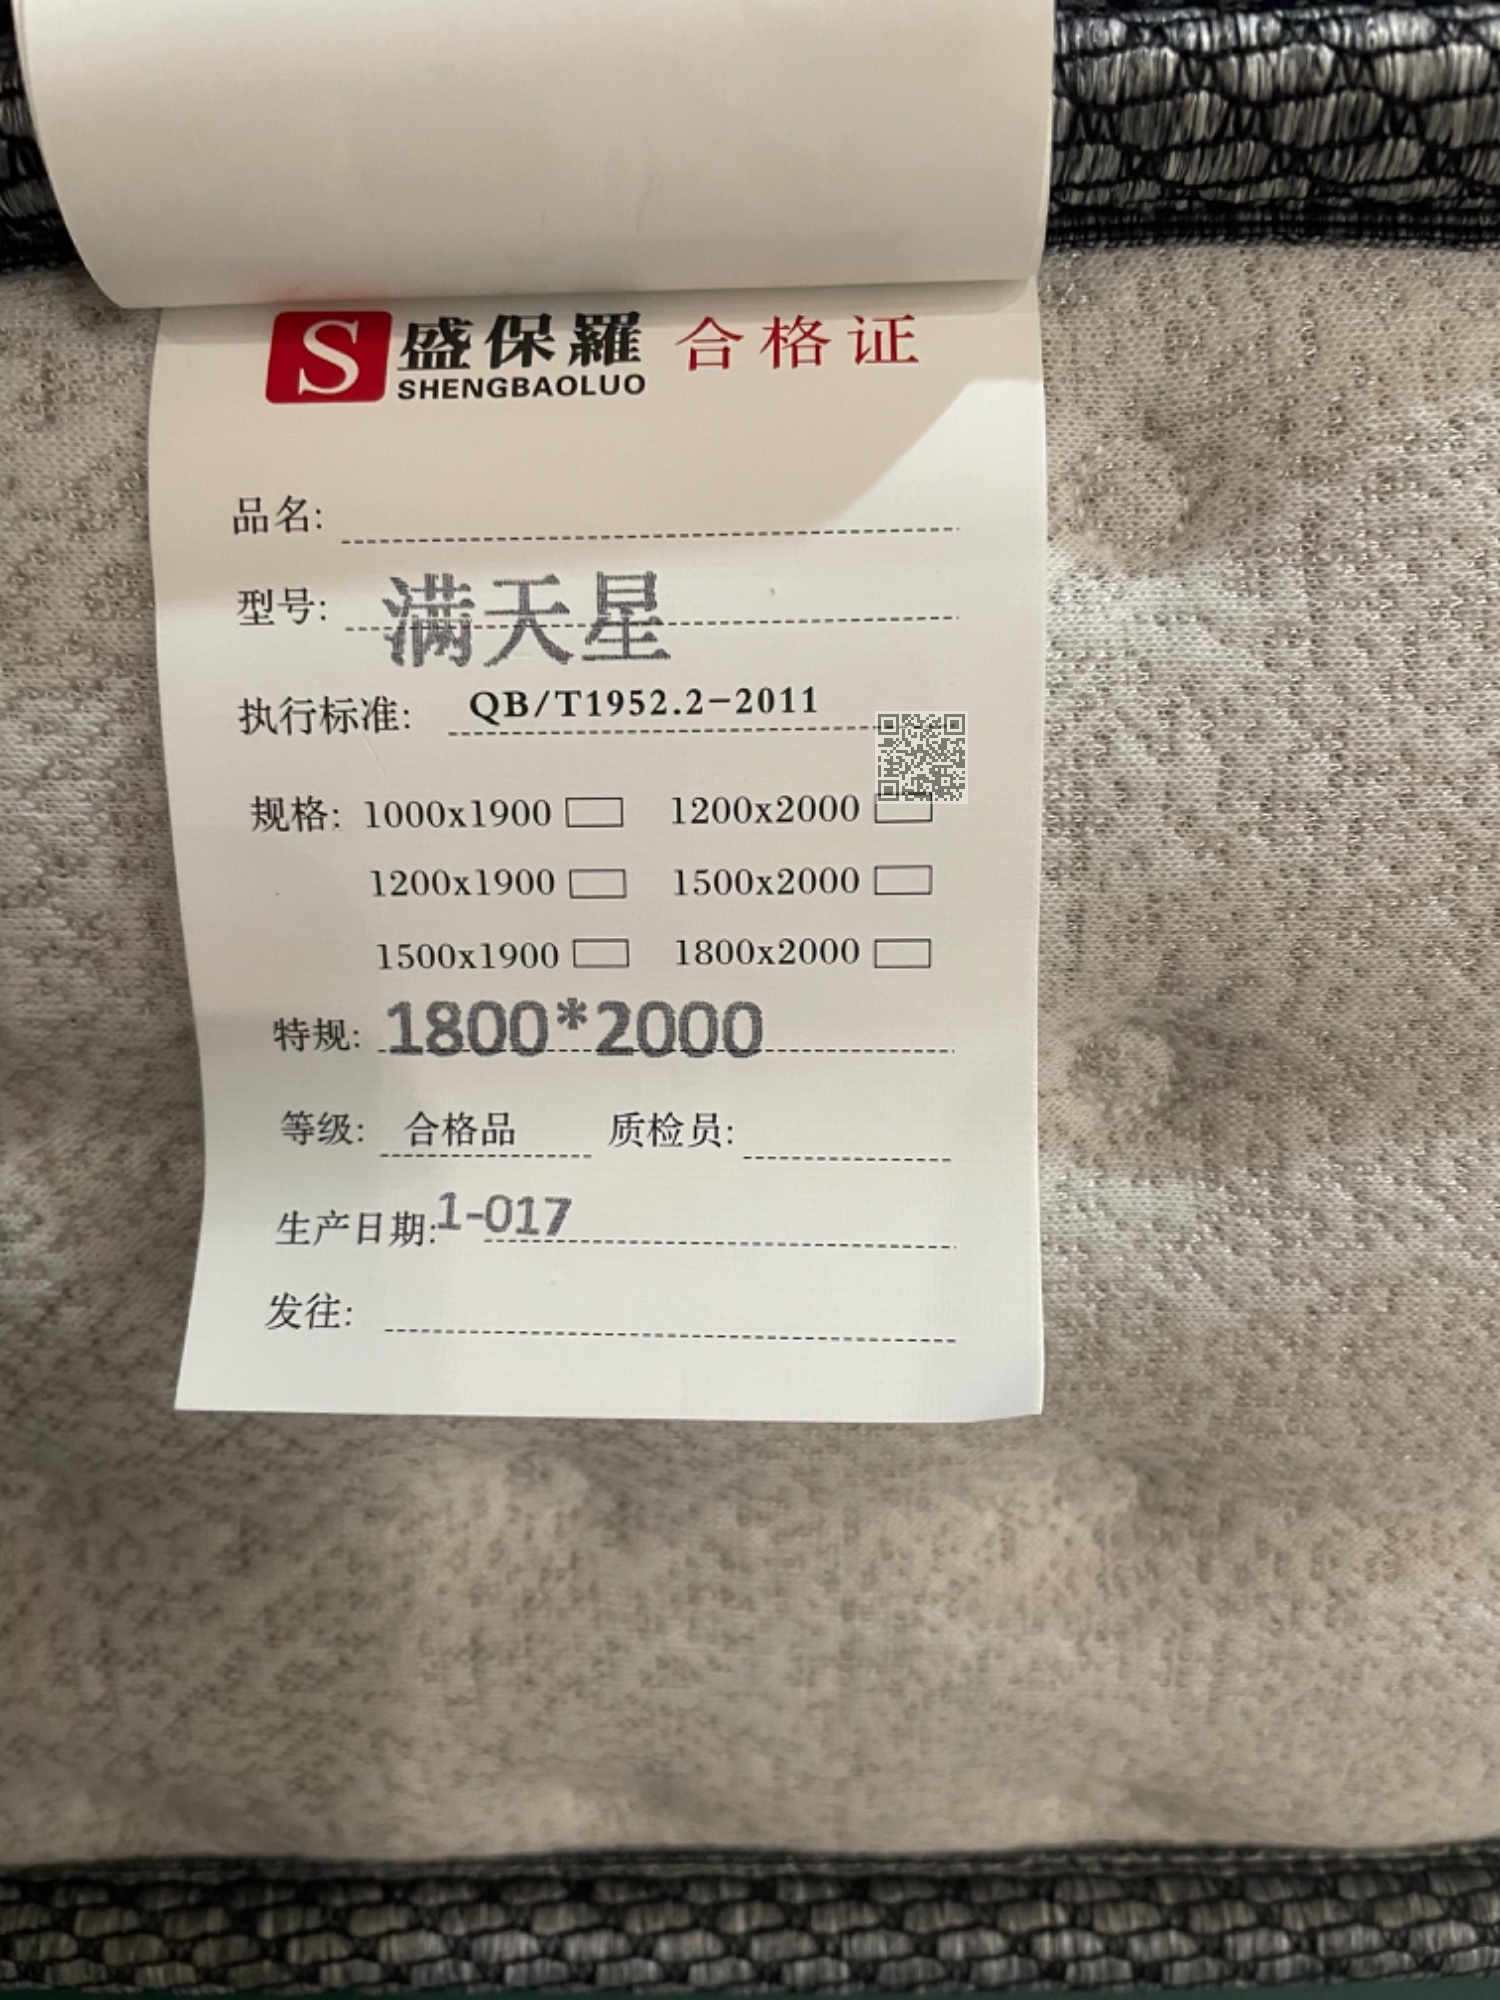 S 盛保羅 合格证
SHENGBAOLUO
品名:
型号: 满天星
执行标准: QB/T1952.2-2011
规格: 1000x1900 1200x2000
1200x1900 1500x2000
1500x1900 1800x2000
特规: 1800*2000
等级: 合格品 质检员:
生产日期: 1-017
发往: